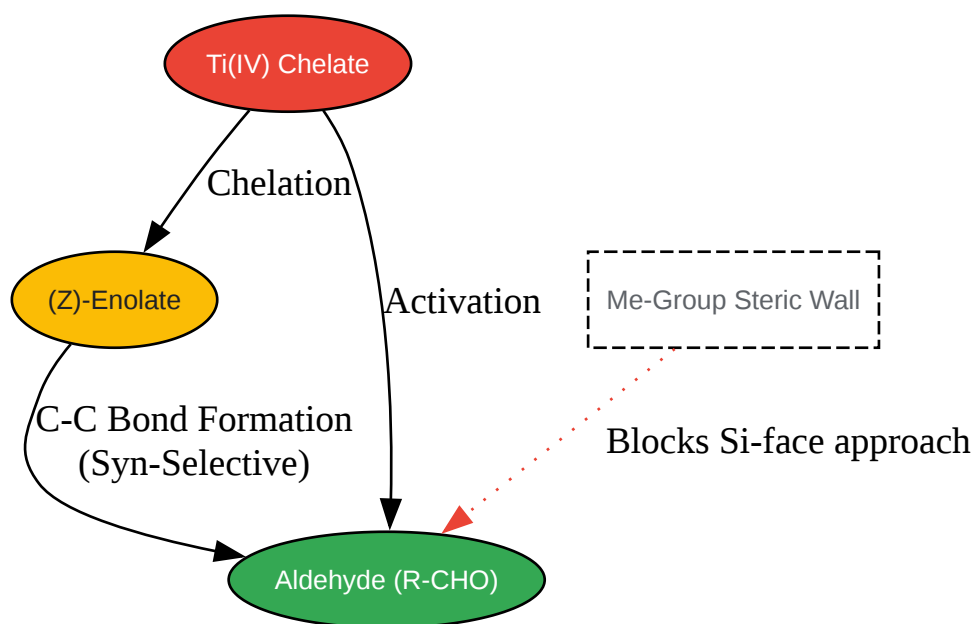 Ti(IV) Chelate
Chelation
(Z)-Enolate
Activation
Me-Group Steric Wall
C-C Bond Formation
(Syn-Selective)
Blocks Si-face approach
Aldehyde (R-CHO)